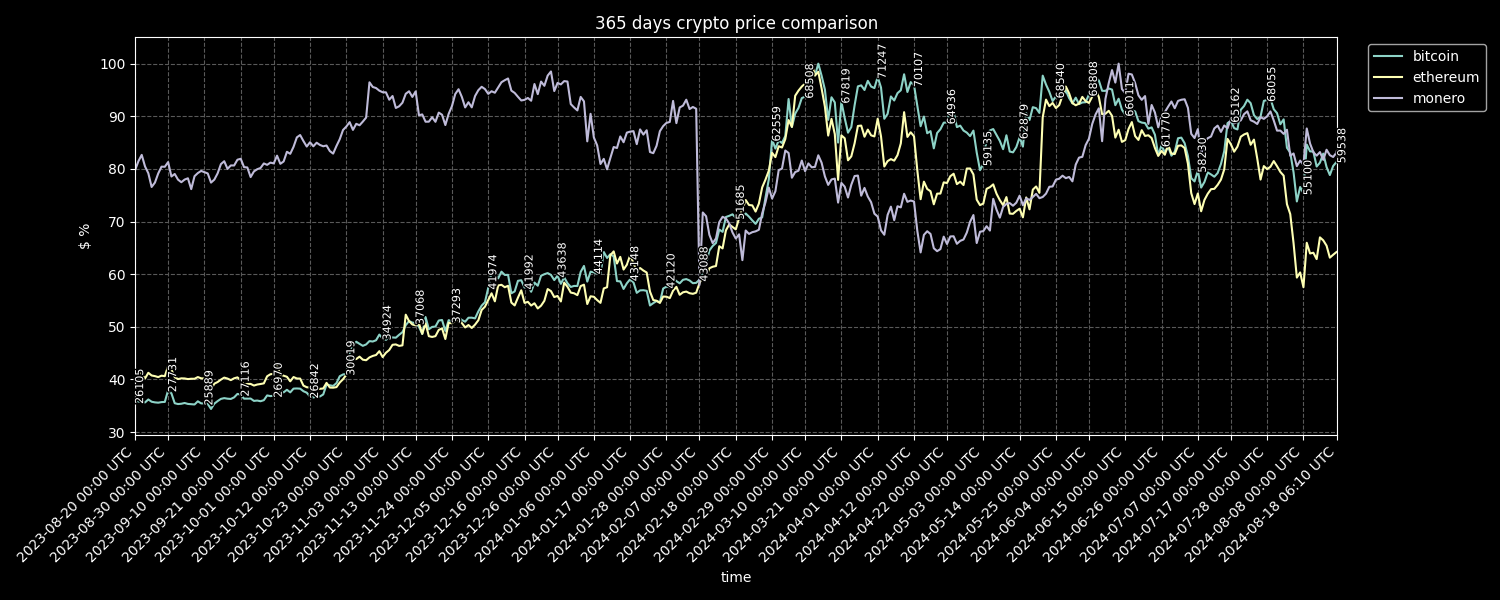 365 days crypto price comparison
bitcoin
ethereum
monero
$ %
100
90
80
70
60
50
40
30
26105
27731
25889
27116
26970
26842
30019
34924
37068
37293
41974
41992
43638
44114
43148
42120
43088
51685
62559
68508
67819
71247
70107
64936
59135
62879
68540
68808
60011
61770
58230
65162
68055
55100
59538
2023-08-20 00:00 UTC
2023-08-30 00:00 UTC
2023-09-10 00:00 UTC
2023-09-21 00:00 UTC
2023-10-01 00:00 UTC
2023-10-12 00:00 UTC
2023-10-23 00:00 UTC
2023-11-03 00:00 UTC
2023-11-13 00:00 UTC
2023-11-24 00:00 UTC
2023-12-05 00:00 UTC
2023-12-16 00:00 UTC
2023-12-26 00:00 UTC
2024-01-06 00:00 UTC
2024-01-17 00:00 UTC
2024-01-28 00:00 UTC
2024-02-07 00:00 UTC
2024-02-18 00:00 UTC
2024-02-29 00:00 UTC
2024-03-10 00:00 UTC
2024-03-21 00:00 UTC
2024-04-01 00:00 UTC
2024-04-12 00:00 UTC
2024-04-22 00:00 UTC
2024-05-03 00:00 UTC
2024-05-14 00:00 UTC
2024-05-25 00:00 UTC
2024-06-04 00:00 UTC
2024-06-15 00:00 UTC
2024-06-26 00:00 UTC
2024-07-07 00:00 UTC
2024-07-17 00:00 UTC
2024-07-28 00:00 UTC
2024-08-08 00:00 UTC
2024-08-18 06:10 UTC
time